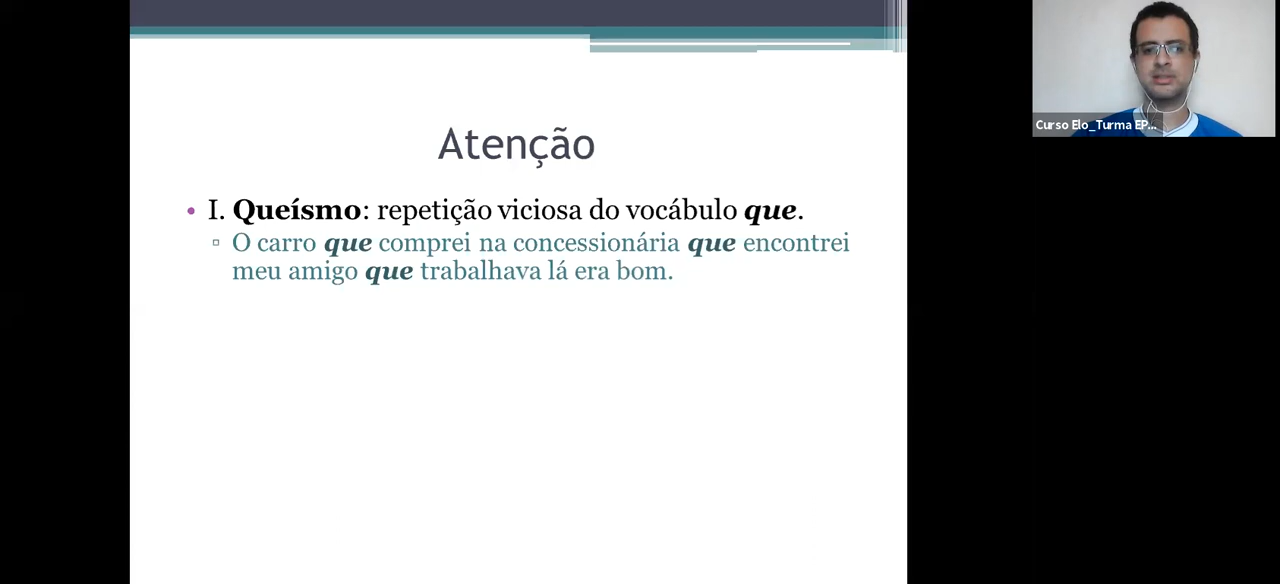 Atenção
• I. Queísmo: repetição viciosa do vocábulo que.
▫ O carro que comprei na concessionária que encontrei
meu amigo que trabalhava lá era bom.
Curso Elo_Turma EP...